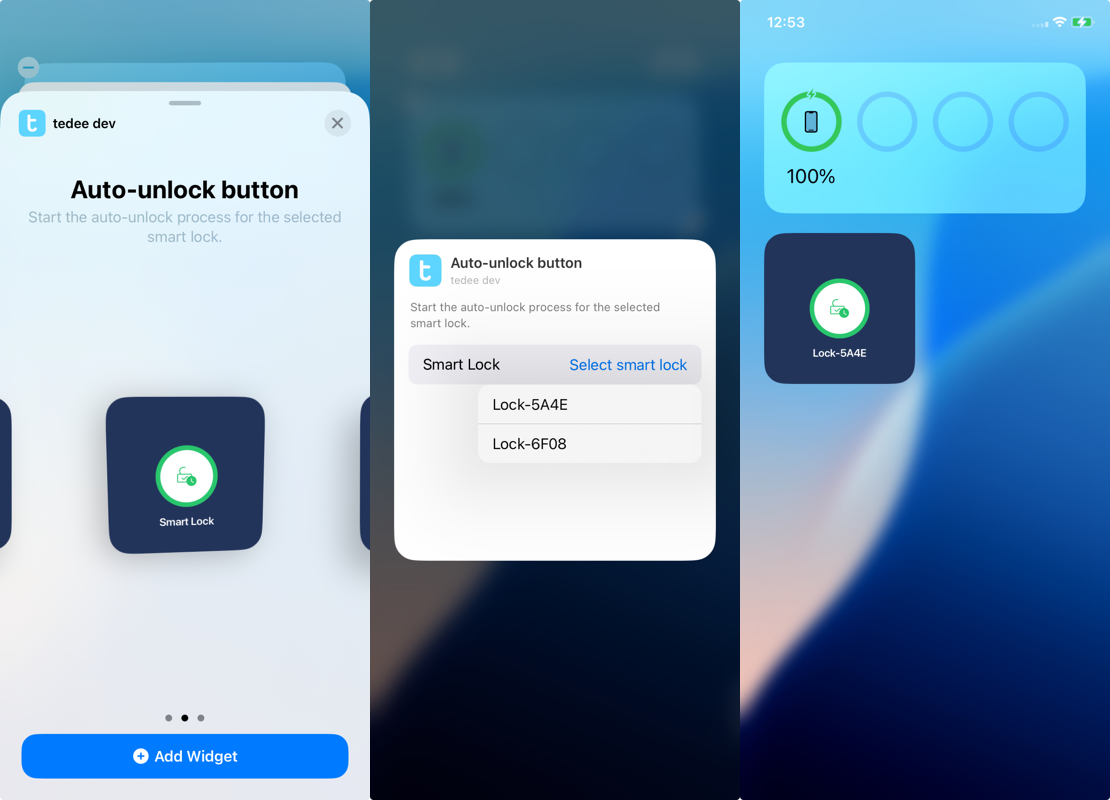 tedee dev
Auto-unlock button
Start the auto-unlock process for the selected
smart lock.
Smart Lock
Add Widget
Auto-unlock button
tedee dev
Start the auto-unlock process for the selected
smart lock.
Smart Lock Select smart lock
Lock-5A4E
Lock-6F08
12:53
100%
Lock-5A4E